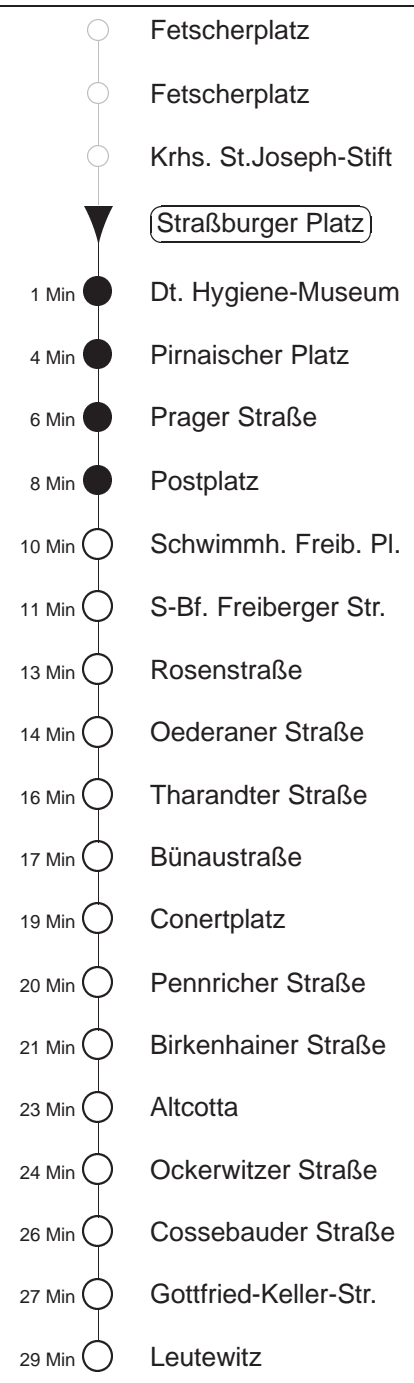 Fetscherplatz
Fetscherplatz
Krhs. St.Joseph-Stift
Straßburger Platz
1 Min Dt. Hygiene-Museum
4 Min Pirnaischer Platz
6 Min Prager Straße
8 Min Postplatz
10 Min Schwimmh. Freib. Pl.
11 Min S-Bf. Freiberger Str.
13 Min Rosenstraße
14 Min Oederaner Straße
16 Min Tharandter Straße
17 Min Bünaustraße
19 Min Conertplatz
20 Min Pennricher Straße
21 Min Birkenhainer Straße
23 Min Altcotta
24 Min Ockerwitzer Straße
26 Min Cossebauder Straße
27 Min Gottfried-Keller-Str.
29 Min Leutewitz